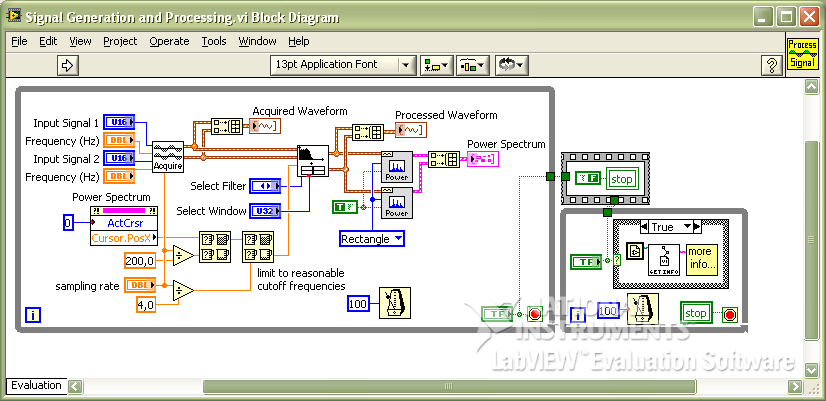 Signal Generation and Processing.vi Block Diagram
File Edit View Project Operate Tools Window Help
13pt Application Font
?
Process
Signal
Input Signal 1
U16
Frequency (Hz)
DBL
Input Signal 2
U16
Frequency (Hz)
DBL
Acquire
Acquired Waveform
Processed Waveform
Power Spectrum
Power
Power
Select Filter
Select Window
U32
TF
Rectangle
Power Spectrum
0
ActCrsr
Cursor.PosX
200,0
sampling rate
DBL
4,0
limit to reasonable
cutoff frequencies
100
TF
i
TF
stop
True
TF
?
GET INFO
more
info...
i
100
stop
NATIONAL
INSTRUMENTS
LabVIEW™ Evaluation Software
Evaluation